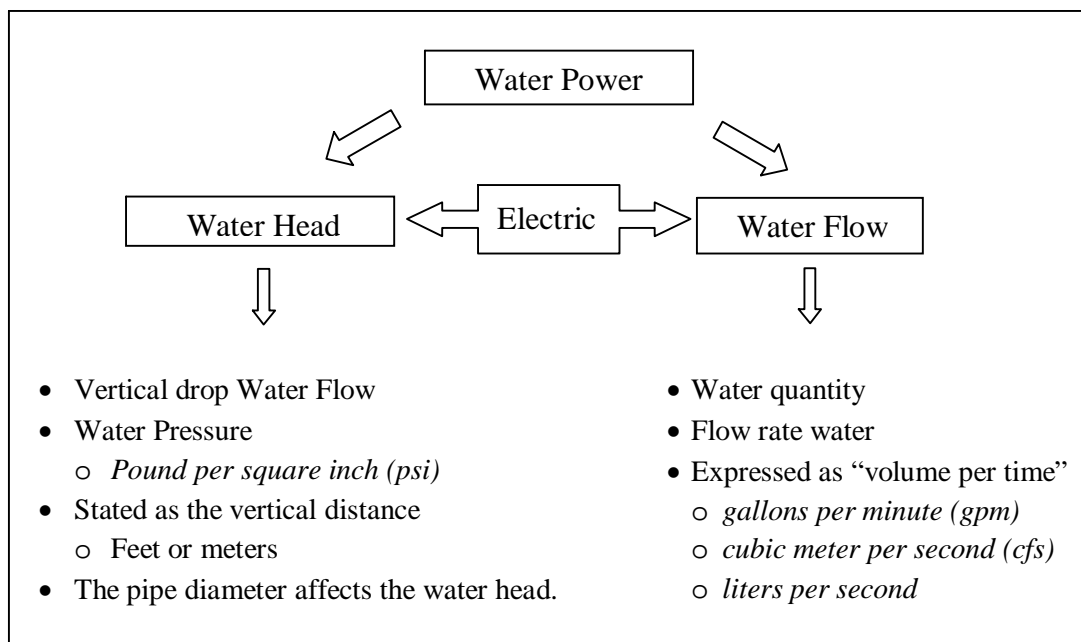 Water Power
Water Head
Electric
Water Flow
• Vertical drop Water Flow
• Water Pressure
o Pound per square inch (psi)
• Stated as the vertical distance
o Feet or meters
• The pipe diameter affects the water head.
• Water quantity
• Flow rate water
• Expressed as “volume per time”
o gallons per minute (gpm)
o cubic meter per second (cfs)
o liters per second